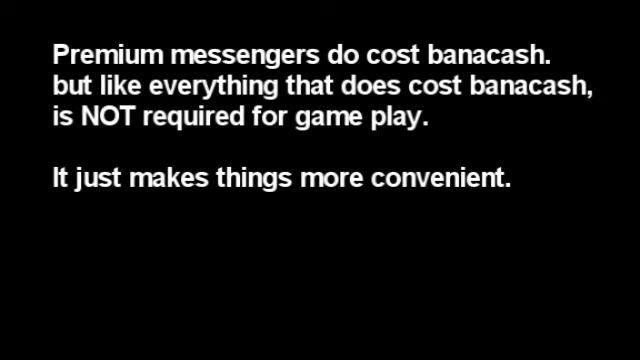 Premium messengers do cost banacash.
but like everything that does cost banacash,
is NOT required for game play.
It just makes things more convenient.